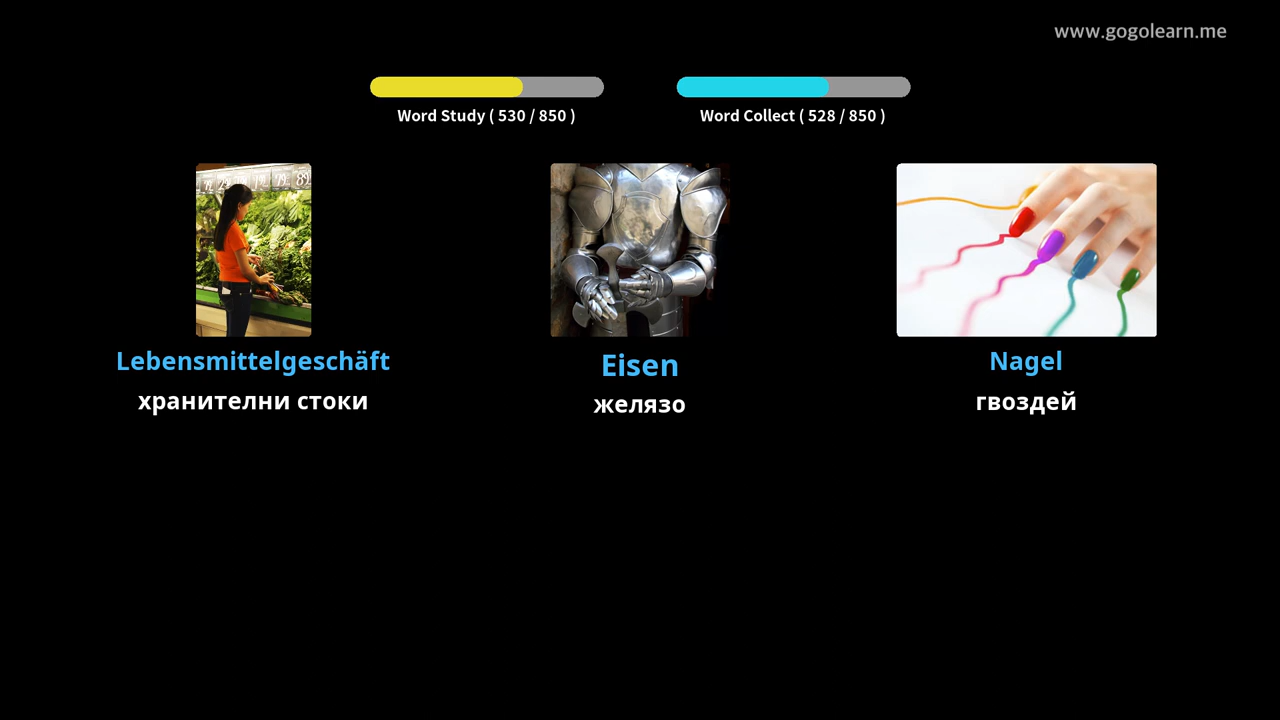 www.gogolearn.me
Word Study ( 530 / 850 )
Word Collect ( 528 / 850 )
Lebensmittelgeschäft
хранителни стоки
Eisen
желязо
Nagel
гвоздей